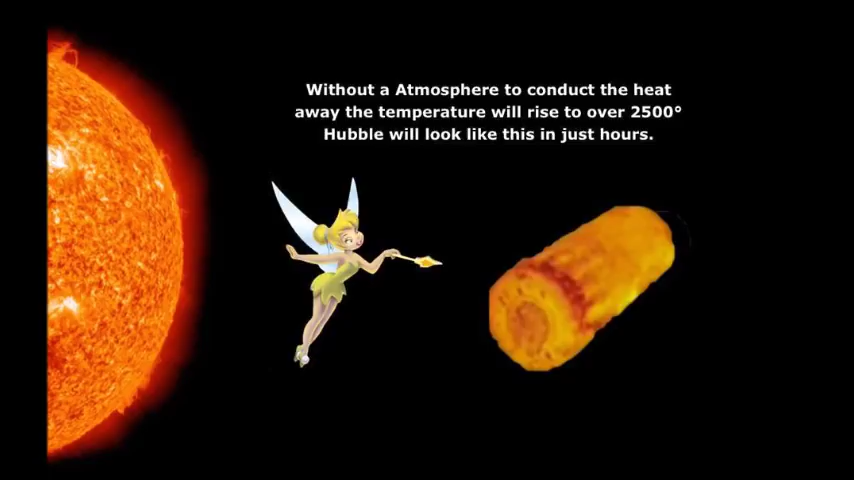 Without a Atmosphere to conduct the heat
away the temperature will rise to over 2500°
Hubble will look like this in just hours.